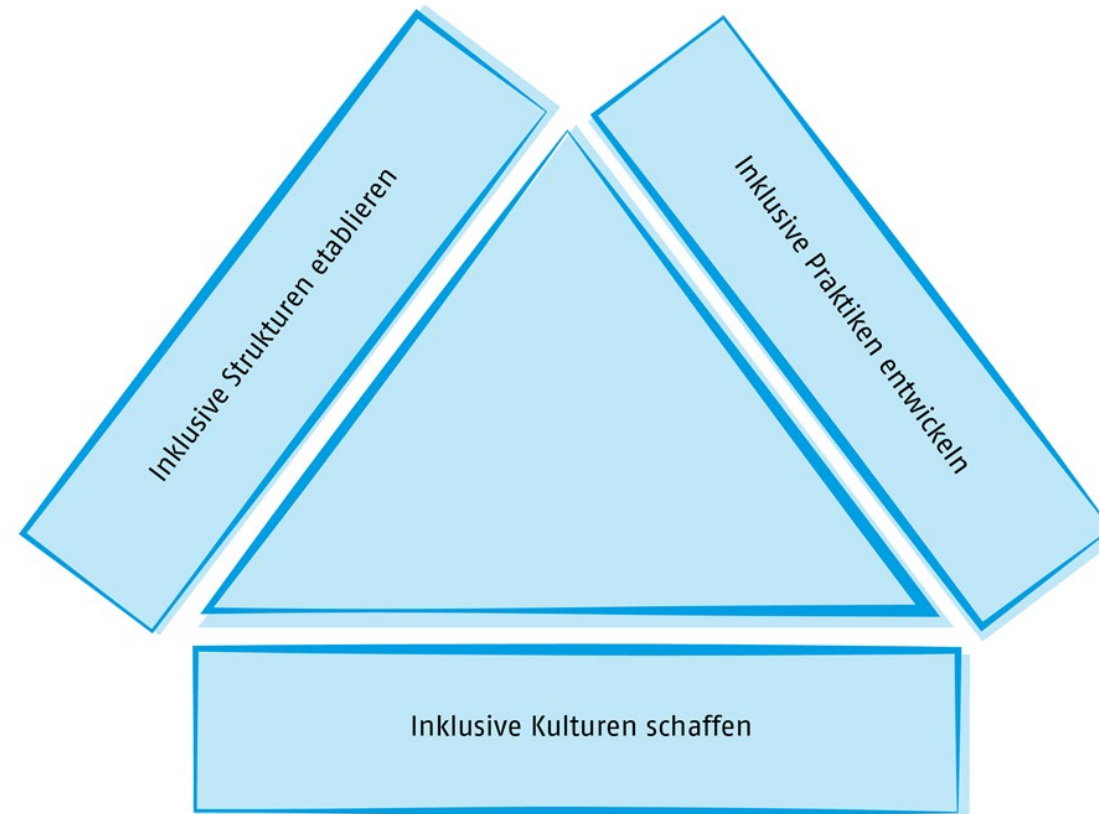 Inklusive Strukturen etablieren
Inklusive Praktiken entwickeln
Inklusive Kulturen schaffen